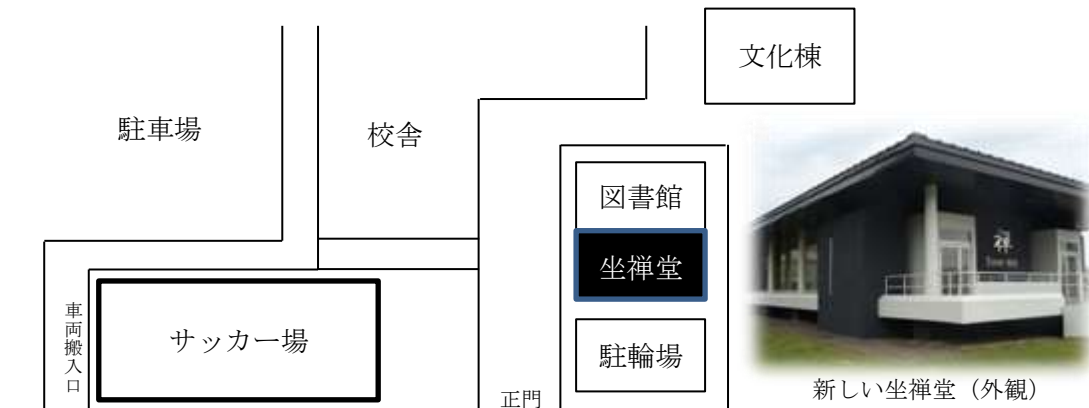 文化棟
駐車場
校舎
図書館
坐禅堂
車両搬入口
サッカー場
駐輪場
正門
禅
新しい坐禅堂（外観）